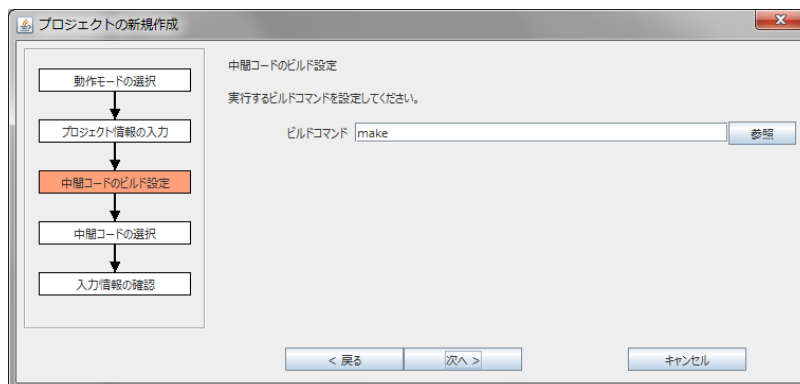 プロジェクトの新規作成
動作モードの選択
プロジェクト情報の入力
中間コードのビルド設定
中間コードの選択
入力情報の確認
中間コードのビルド設定
実行するビルドコマンドを設定してください。
ビルドコマンド make 参照
< 戻る 次へ > キャンセル